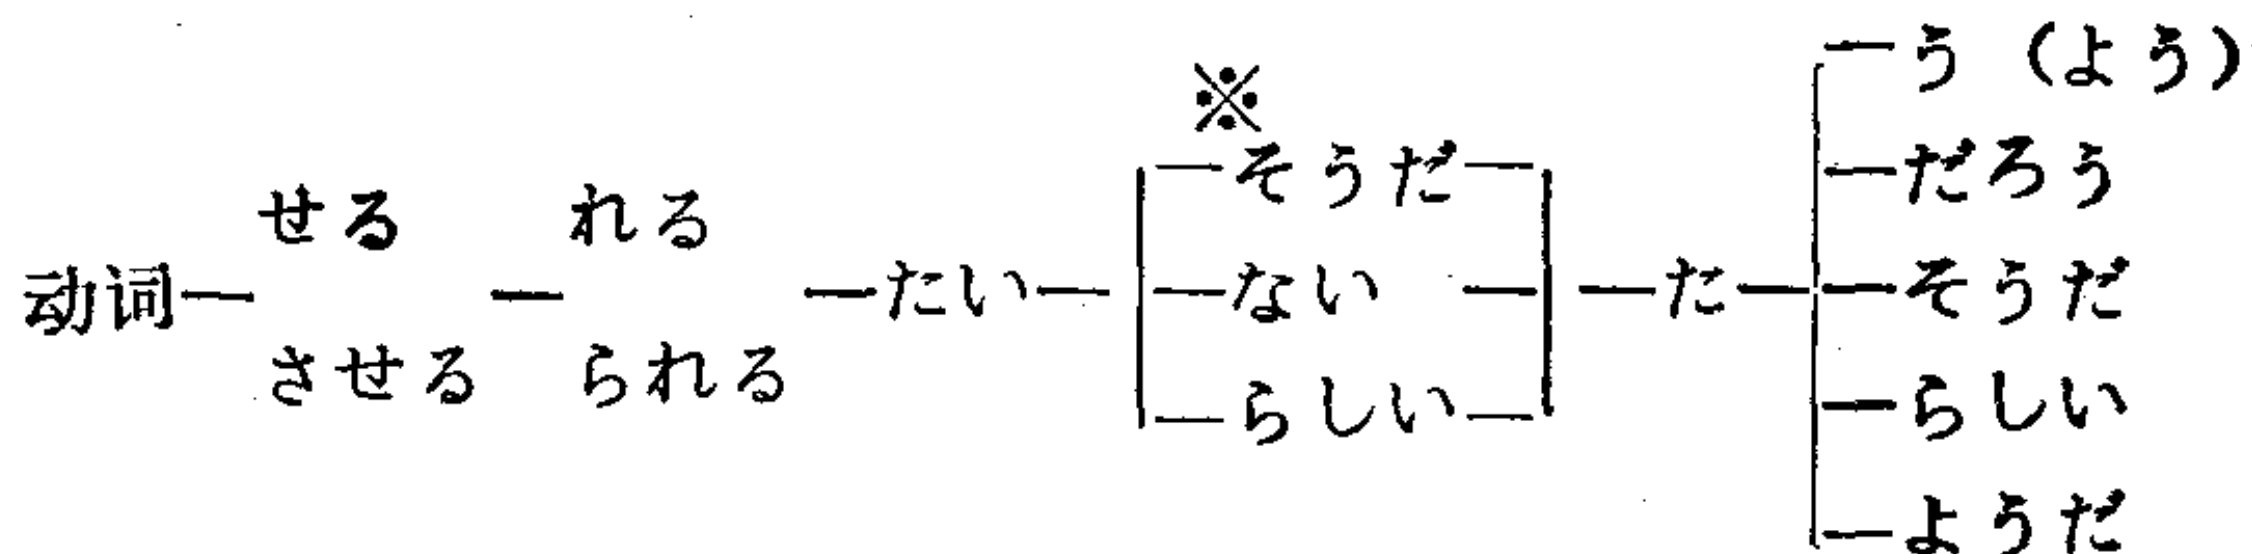 う（よう）
※
そうだ
だろう
せる れる
动词 たい ない た そうだ
させる られる
らしい らしい
ようだ